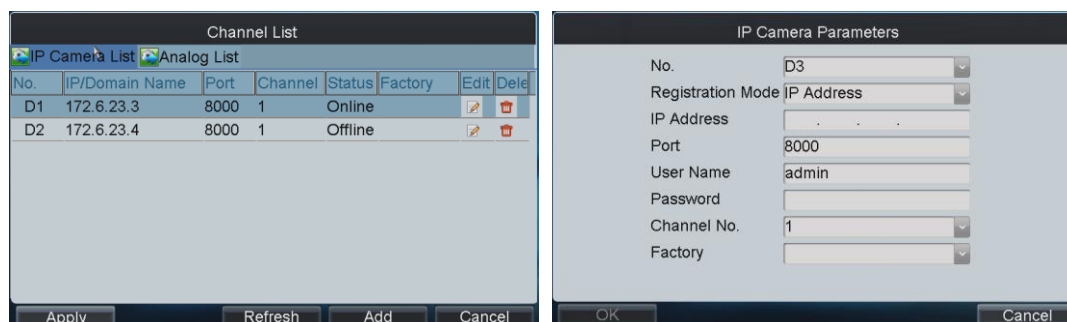 Channel List
IP Camera List Analog List
No. IP/Domain Name Port Channel Status Factory Edit Dele
D1 172.6.23.3 8000 1 Online
D2 172.6.23.4 8000 1 Offline
Apply Refresh Add Cancel
IP Camera Parameters
No. D3
Registration Mode IP Address
IP Address . . .
Port 8000
User Name admin
Password
Channel No. 1
Factory
OK Cancel